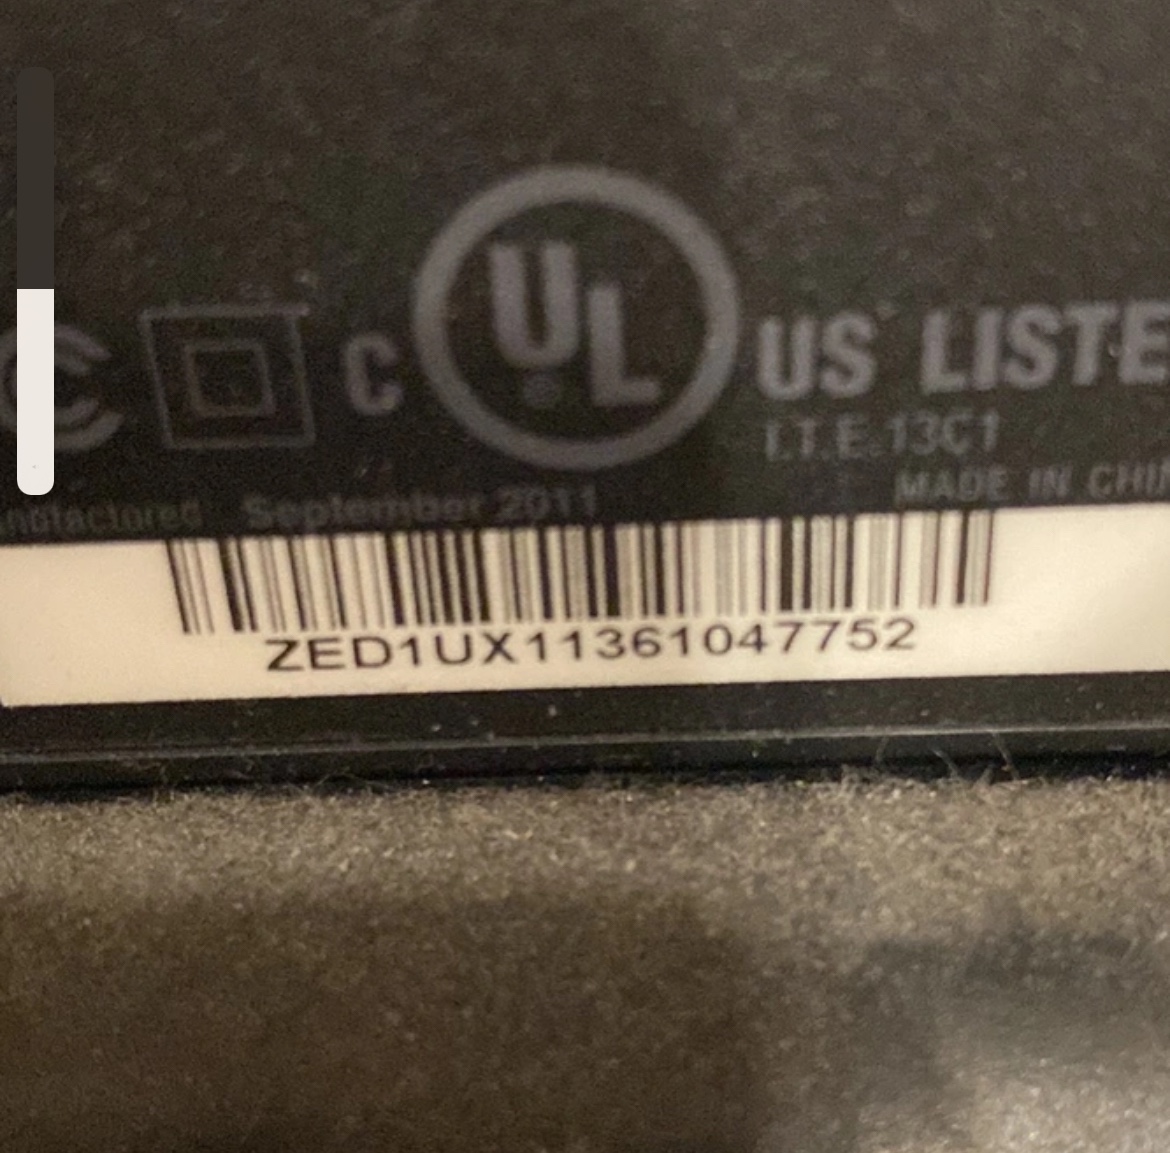 C UL US LISTE
I.T.E.13C1
MADE IN CHI
September 2011
ZED1UX11361047752